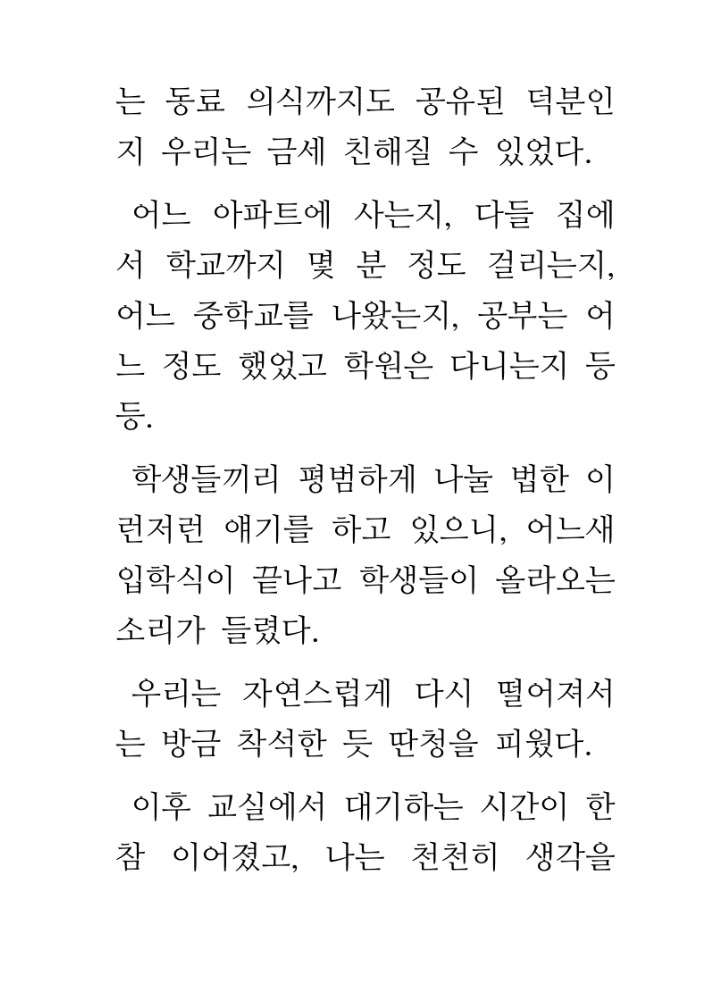 는 동료 의식까지도 공유된 덕분인
지 우리는 금세 친해질 수 있었다.
어느 아파트에 사는지, 다들 집에
서 학교까지 몇 분 정도 걸리는지,
어느 중학교를 나왔는지, 공부는 어
느 정도 했었고 학원은 다니는지 등
등.
학생들끼리 평범하게 나눌 법한 이
런저런 얘기를 하고 있으니, 어느새
입학식이 끝나고 학생들이 올라오는
소리가 들렸다.
우리는 자연스럽게 다시 떨어져서
는 방금 착석한 듯 딴청을 피웠다.
이후 교실에서 대기하는 시간이 한
참 이어졌고, 나는 천천히 생각을